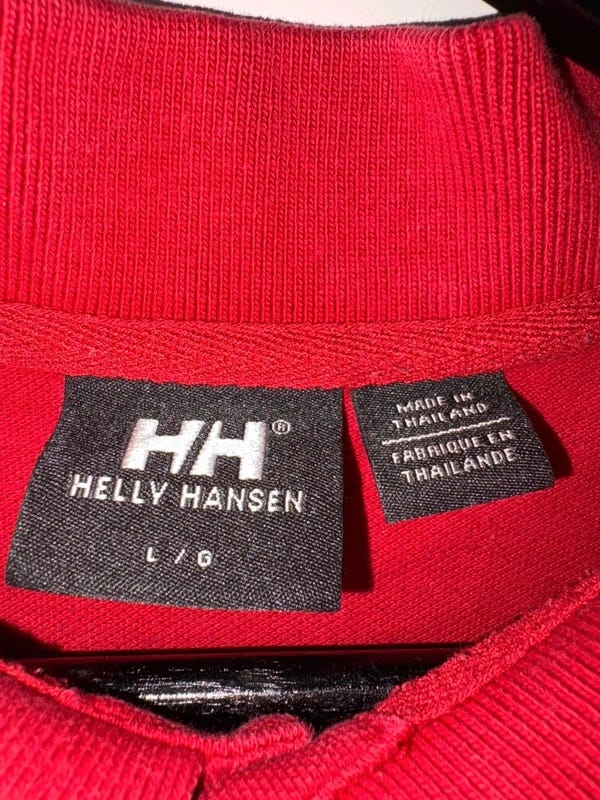 HH®
HELLY HANSEN
L / G
MADE IN
THAILAND
FABRIQUE EN
THAILANDE